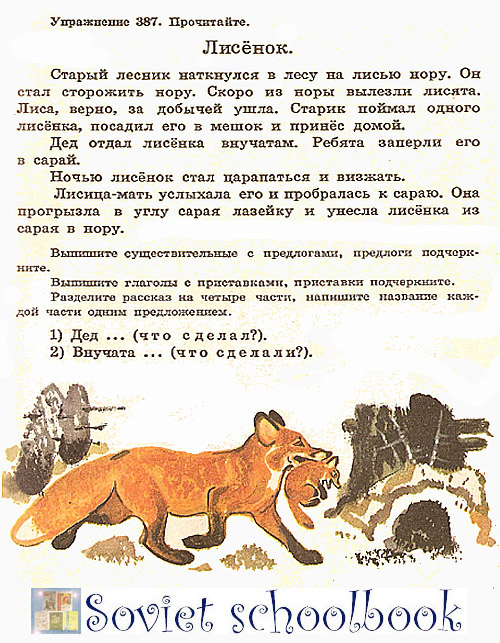 Упражнение 387. Прочитайте.
Лисёнок.
Старый лесник наткнулся в лесу на лисью нору. Он
стал сторожить нору. Скоро из норы вылезли лисята.
Лиса, верно, за добычей ушла. Старик поймал одного
лисёнка, посадил его в мешок и принёс домой.
Дед отдал лисёнка внучатам. Ребята заперли его
в сарай.
Ночью лисёнок стал царапаться и визжать.
Лисица-мать услыхала его и пробралась к сараю. Она
прогрызла в углу сарая лазейку и унесла лисёнка из
сарая в нору.
Выпишите существительные с предлогами, предлоги подчерк-
ните.
Выпишите глаголы с приставками, приставки подчеркните.
Разделите рассказ на четыре части, напишите название каж-
дой части одним предложением.
1) Дед ... (что сделал?).
2) Внучата ... (что сделали?).
Soviet schoolbook